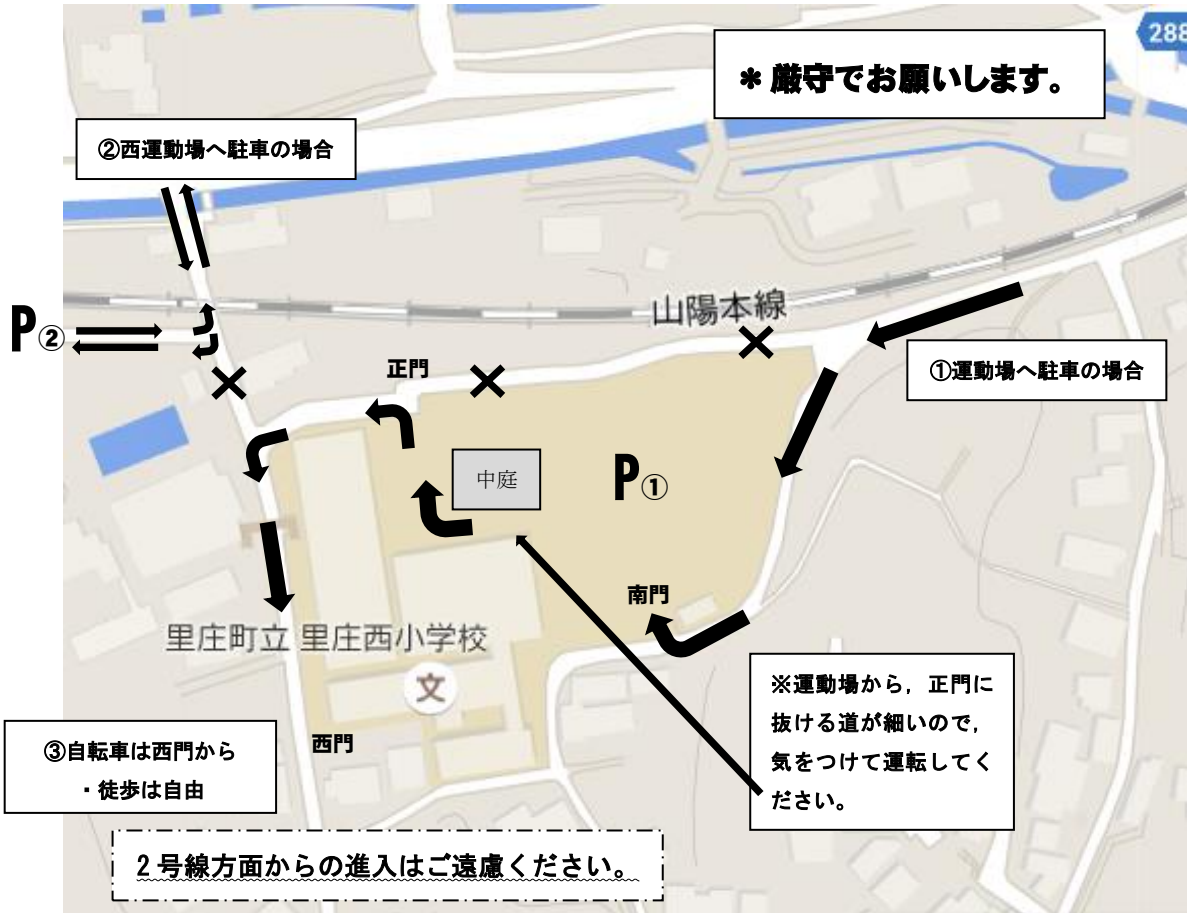 288
＊厳守でお願いします。
②西運動場へ駐車の場合
山陽本線
P②
①運動場へ駐車の場合
正門
中庭
P①
南門
里庄町立 里庄西小学校
文
※運動場から，正門に
抜ける道が細いので，
気をつけて運転してく
ださい。
西門
③自転車は西門から
・徒歩は自由
2号線方面からの進入はご遠慮ください。